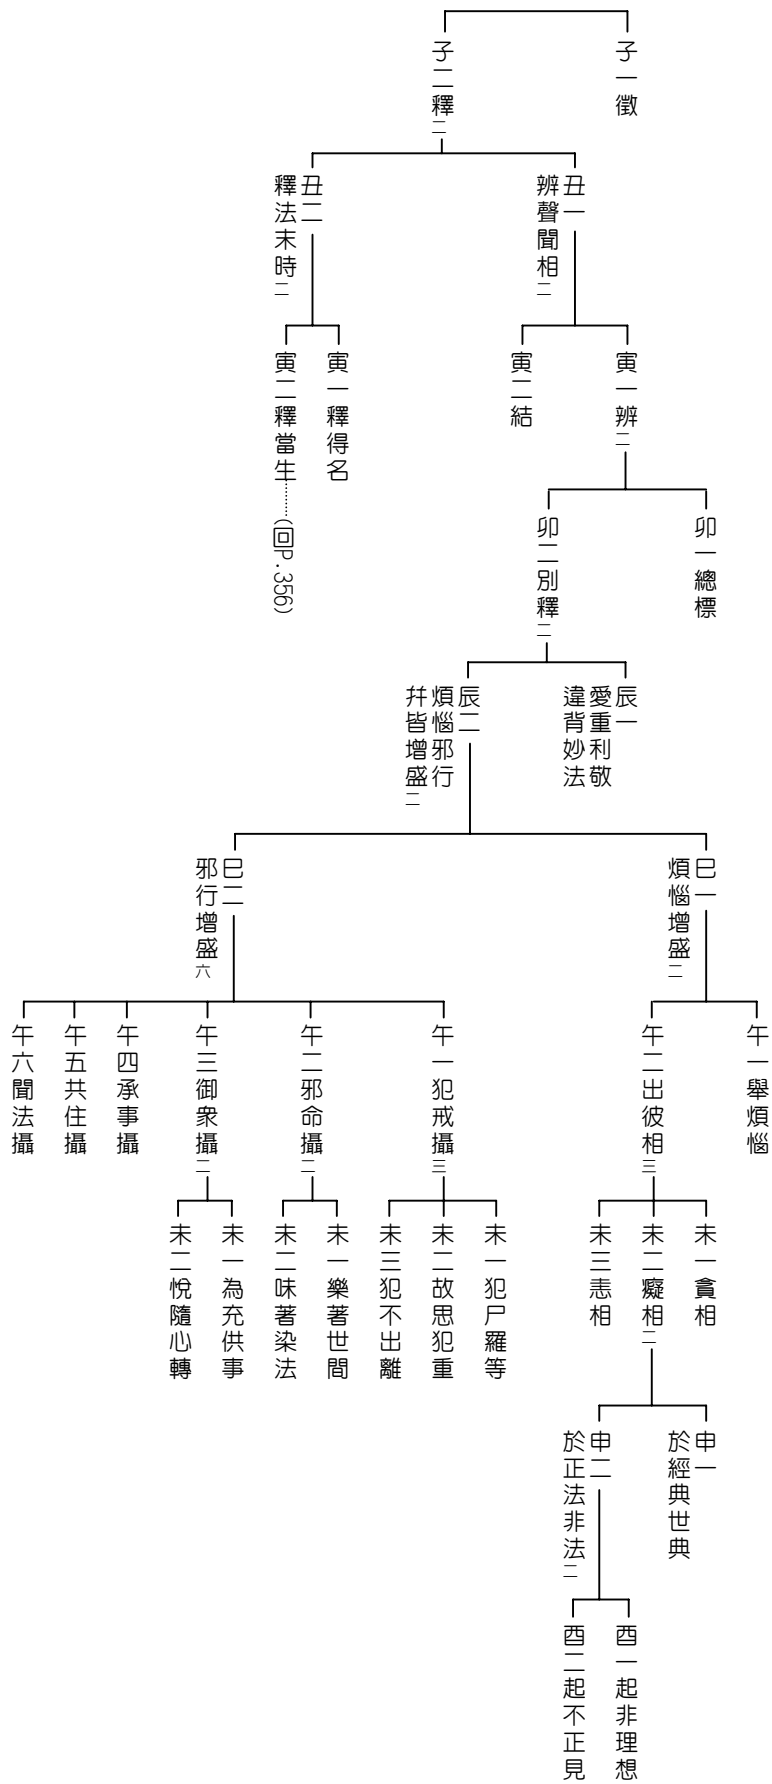 子一徵
子二釋二
丑一
辨聲聞相二
丑二
釋法末時二
寅一辨二
寅二結
寅一釋得名
寅二釋當生………(回P.356)
卯一總標
卯二別釋二
辰一
愛重利敬
違背妙法
辰二
煩惱邪行
并皆增盛二
巳一
煩惱增盛二
巳二
邪行增盛六
午一舉煩惱
午二出彼相三
午一犯戒攝三
午二邪命攝二
午三御衆攝二
午四承事攝
午五共住攝
午六聞法攝
未一貪相
未二癡相二
未三恚相
未一犯尸羅等
未二故思犯重
未三犯不出離
未一樂著世間
未二味著染法
未一為充供事
未二悅隨心轉
申一
於經典世典
申二
於正法非法二
酉一起非理想
酉二起不正見